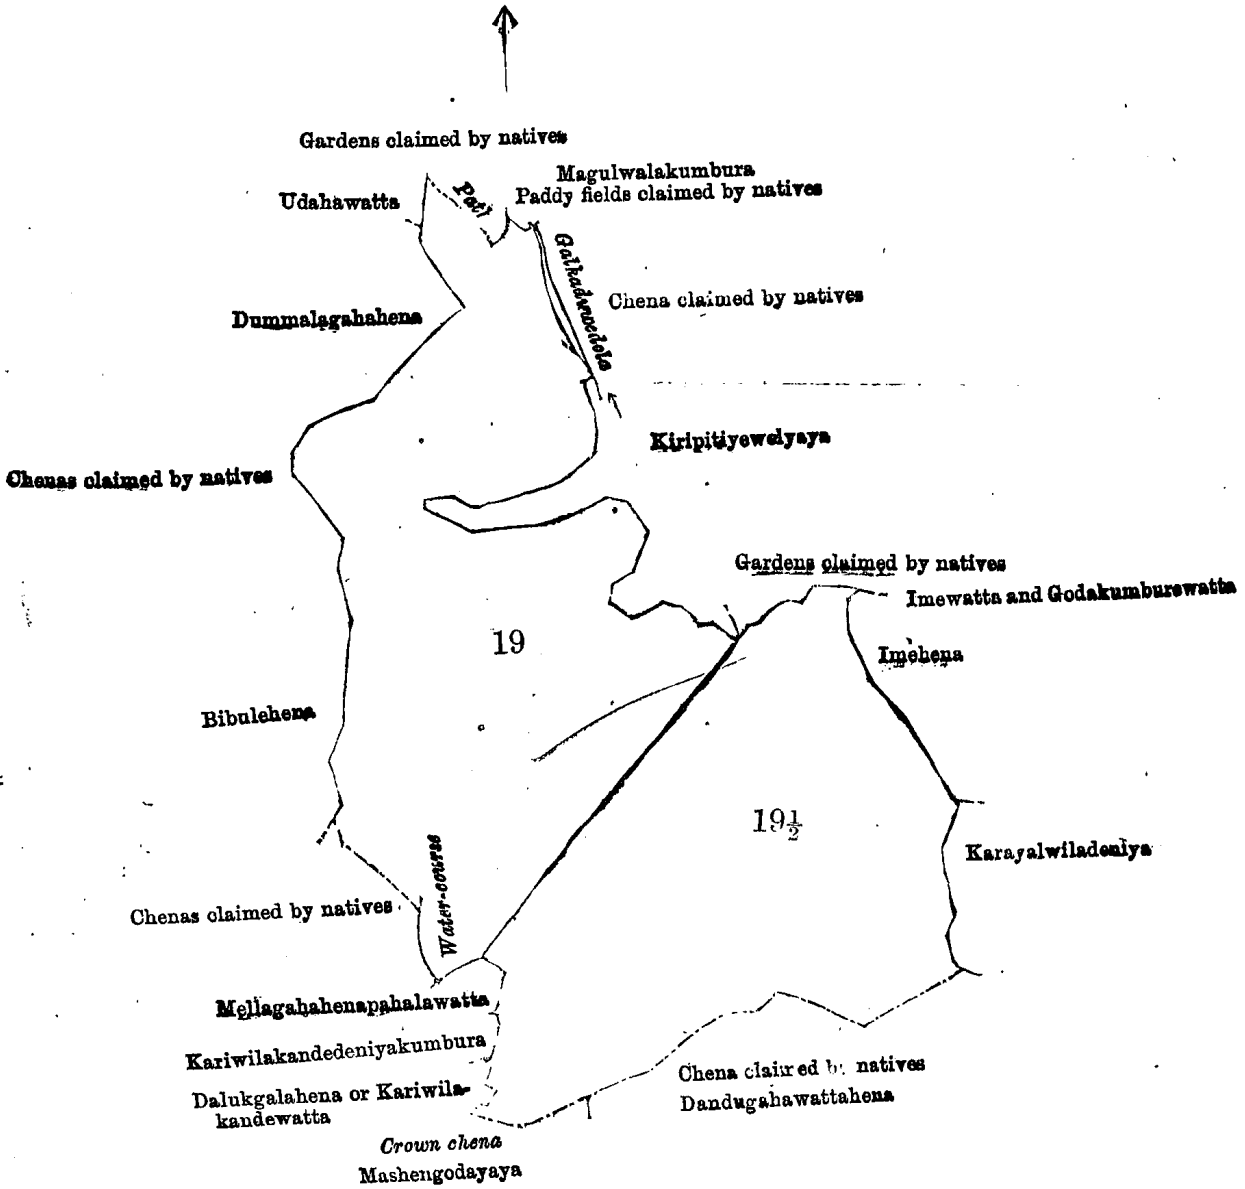 Gardens claimed by natives
Magulwalakumbura
Udahawatta
Path
Paddy fields claimed by natives
Galkaduwedola
Chena claimed by natives
Dummalagahahena
Kiripitiyewelyaya
Chenas claimed by natives
Gardens claimed by natives
Imewatta and Godakumburewatta
19
Imehena
Bibulehena
19½
Karayalwiladeniya
Water-course
Chenas claimed by natives
Mellagahahenapahalawatta
Kariwilakandedeniyakumbura
Chena claimed by natives
Dandugahawattahena
Dalukgalahena or Kariwila-
kandewatta
Crown chena
Mashengodayaya